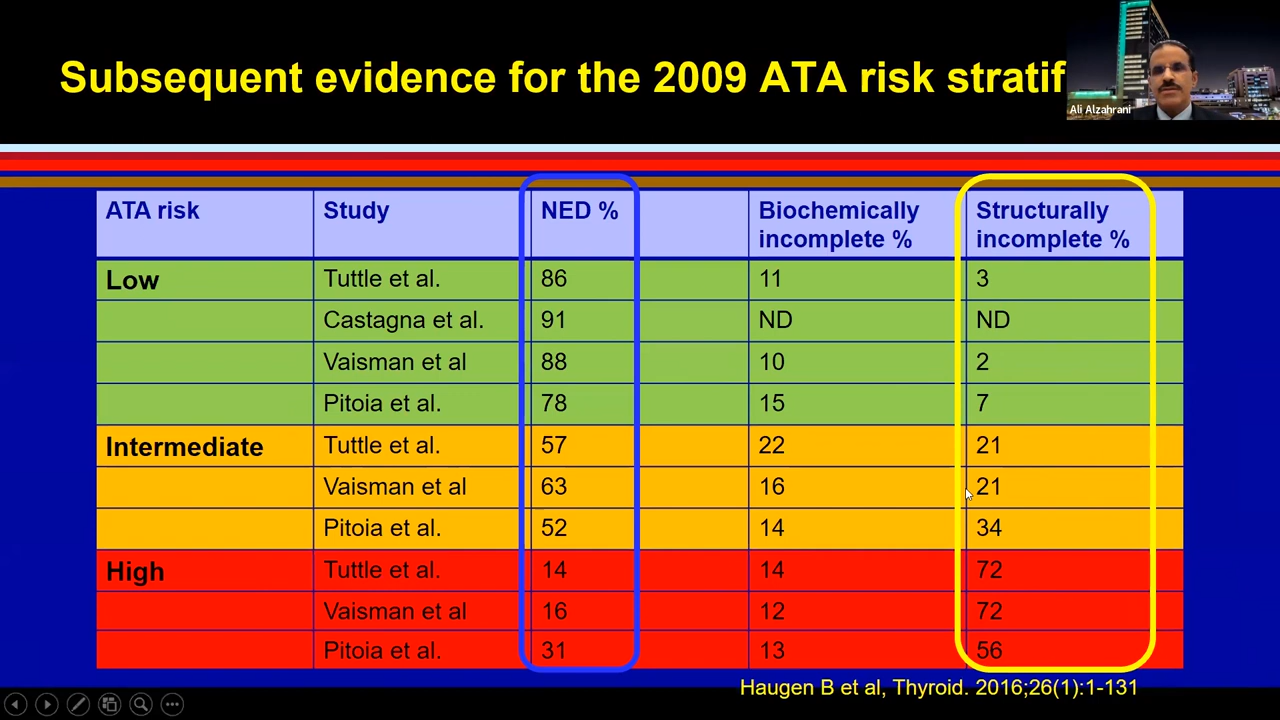 Subsequent evidence for the 2009 ATA risk stratif
Ali Alzahrani
ATA risk Study NED % Biochemically incomplete % Structurally incomplete %
Low Tuttle et al. 86 11 3
Castagna et al. 91 ND ND
Vaisman et al 88 10 2
Pitoia et al. 78 15 7
Intermediate Tuttle et al. 57 22 21
Vaisman et al 63 16 21
Pitoia et al. 52 14 34
High Tuttle et al. 14 14 72
Vaisman et al 16 12 72
Pitoia et al. 31 13 56
Haugen B et al, Thyroid. 2016;26(1):1-131